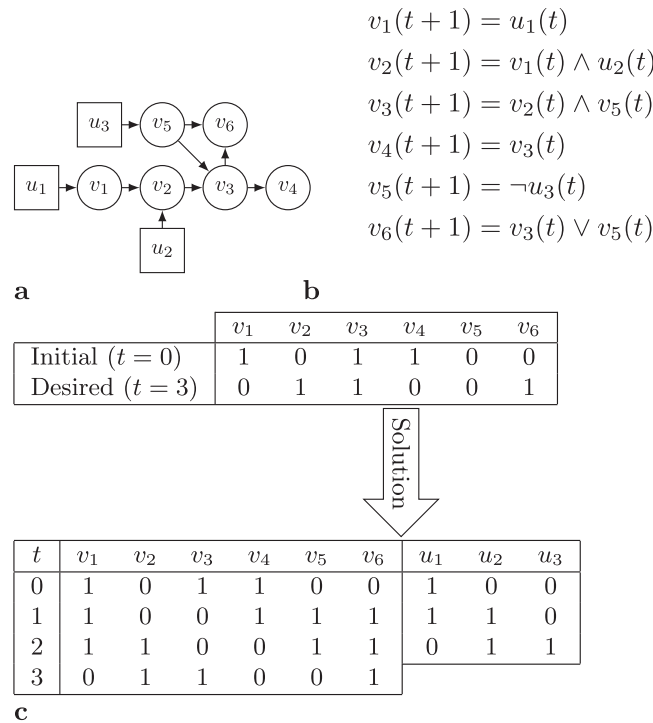 v₁(t + 1) = u₁(t)
v₂(t + 1) = v₁(t) ∧ u₂(t)
v₃(t + 1) = v₂(t) ∧ v₅(t)
v₄(t + 1) = v₃(t)
v₅(t + 1) = ¬u₃(t)
v₆(t + 1) = v₃(t) ∨ v₅(t)
u₃ v₅ v₆
u₁ v₁ v₂ v₃ v₄
u₂
a b
v₁ v₂ v₃ v₄ v₅ v₆
Initial (t = 0) 1 0 1 1 0 0
Desired (t = 3) 0 1 1 0 0 1
Solution
t v₁ v₂ v₃ v₄ v₅ v₆ u₁ u₂ u₃
0 1 0 1 1 0 0 1 0 0
1 1 0 0 1 1 1 1 1 0
2 1 1 0 0 1 1 0 1 1
3 0 1 1 0 0 1
c